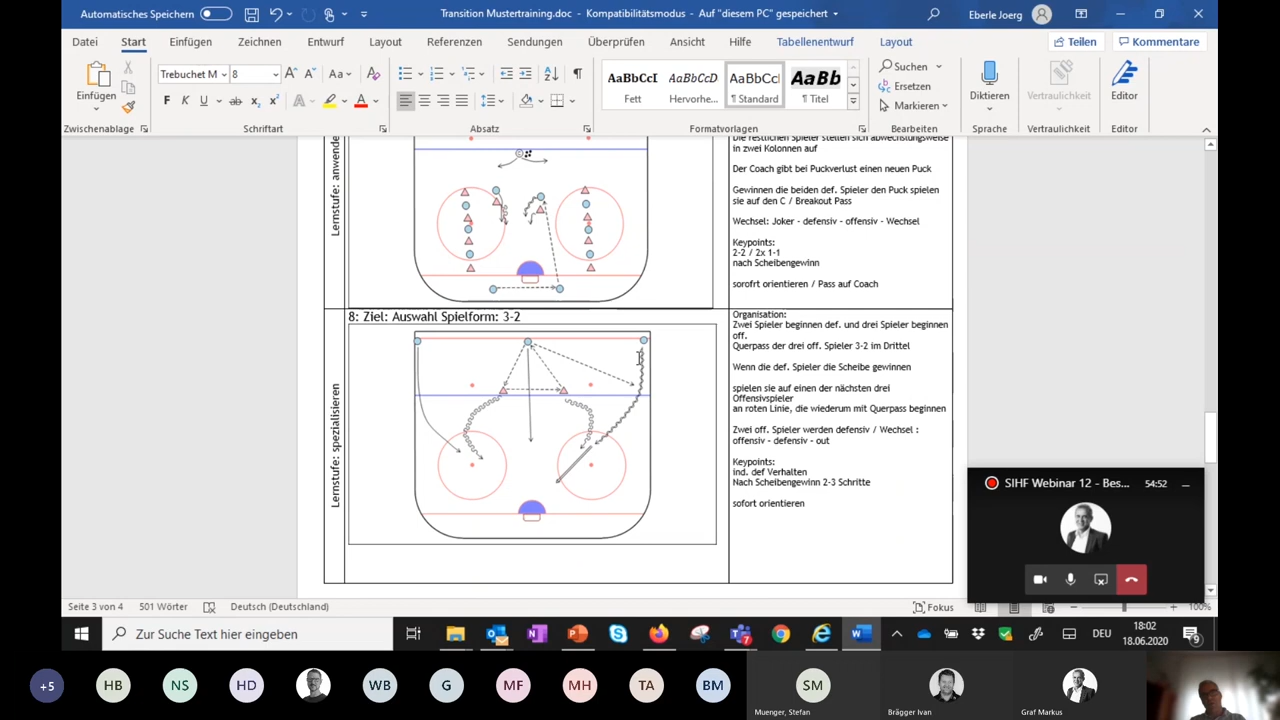 Automatisches Speichern
Transition Mustertraining.doc - Kompatibilitätsmodus - Auf "diesem PC" gespeichert
Eberle Joerg
Datei Start Einfügen Zeichnen Entwurf Layout Referenzen Sendungen Überprüfen Ansicht Hilfe Tabellenentwurf Layout Teilen Kommentare
Einfügen
Trebuchet M 8
AaBbCcI AaBbCcL AaBbCcI AaBb
Fett Hervorhe... ¶ Standard ¶ Titel
Suchen
Ersetzen
Markieren
Diktieren
Vertraulichkeit
Editor
Zwischenablage Schriftart Absatz Formatvorlagen Bearbeiten Sprache Vertraulichkeit Editor
Lernstufe: anwende
Die restlichen Spieler stellen sich abwechslungsweise
in zwei Kolonnen auf
Der Coach gibt bei Puckverlust einen neuen Puck
Gewinnen die beiden def. Spieler den Puck spielen
sie auf den C / Breakout Pass
Wechsel: Joker - defensiv - offensiv - Wechsel
Keypoints:
2-2 / 2x 1-1
nach Scheibengewinn
sorofrt orientieren / Pass auf Coach
8: Ziel: Auswahl Spielform: 3-2
Lernstufe: spezialisieren
Organisation:
Zwei Spieler beginnen def. und drei Spieler beginnen
off.
Querpass der drei off. Spieler 3-2 im Drittel
Wenn die def. Spieler die Scheibe gewinnen
spielen sie auf einen der nächsten drei
Offensivspieler
an roten Linie, die wiederum mit Querpass beginnen
Zwei off. Spieler werden defensiv / Wechsel :
offensiv - defensiv - out
Keypoints:
ind. def Verhalten
Nach Scheibengewinn 2-3 Schritte
sofort orientieren
SIHF Webinar 12 - Bes... 54:52
Seite 3 von 4 501 Wörter Deutsch (Deutschland) Fokus 100%
Zur Suche Text hier eingeben
DEU
18:02
18.06.2020
+5 HB NS HD WB G MF MH TA BM SM
Muenger, Stefan Brägger Ivan Graf Markus